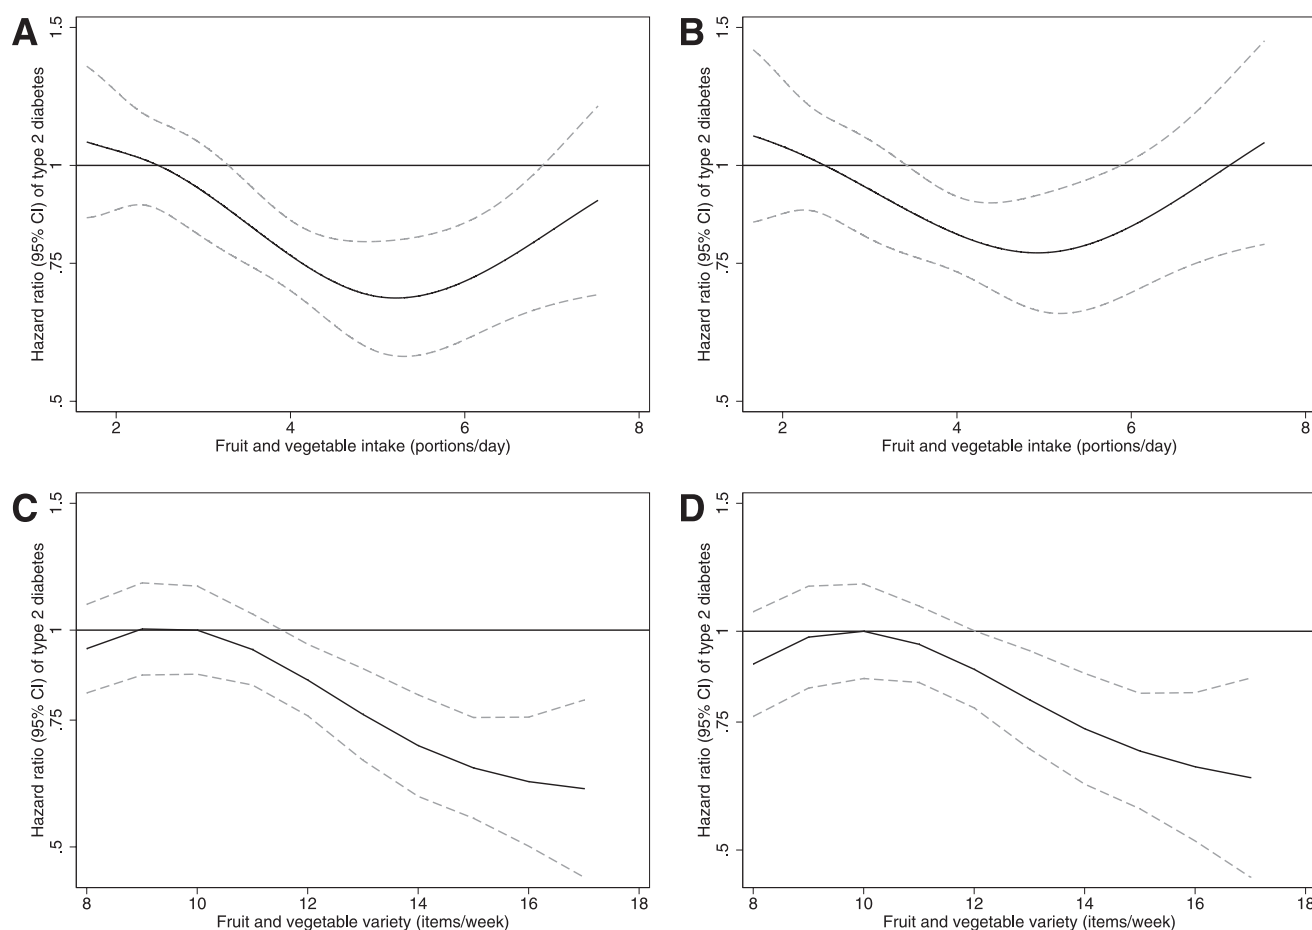 A
Hazard ratio (95% CI) of type 2 diabetes
1.5
1
.75
.5
2 4 6 8
Fruit and vegetable intake (portions/day)
B
Hazard ratio (95% CI) of type 2 diabetes
1.5
1
.75
.5
2 4 6 8
Fruit and vegetable intake (portions/day)
C
Hazard ratio (95% CI) of type 2 diabetes
1.5
1
.75
.5
8 10 12 14 16 18
Fruit and vegetable variety (items/week)
D
Hazard ratio (95% CI) of type 2 diabetes
1.5
1
.75
.5
8 10 12 14 16 18
Fruit and vegetable variety (items/week)